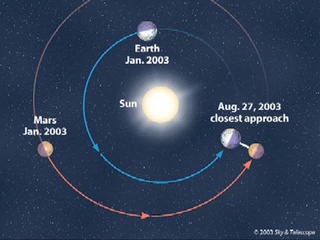 Earth
Jan. 2003
Sun
Mars
Jan. 2003
Aug. 27, 2003
closest approach
© 2003 Sky & Telescope